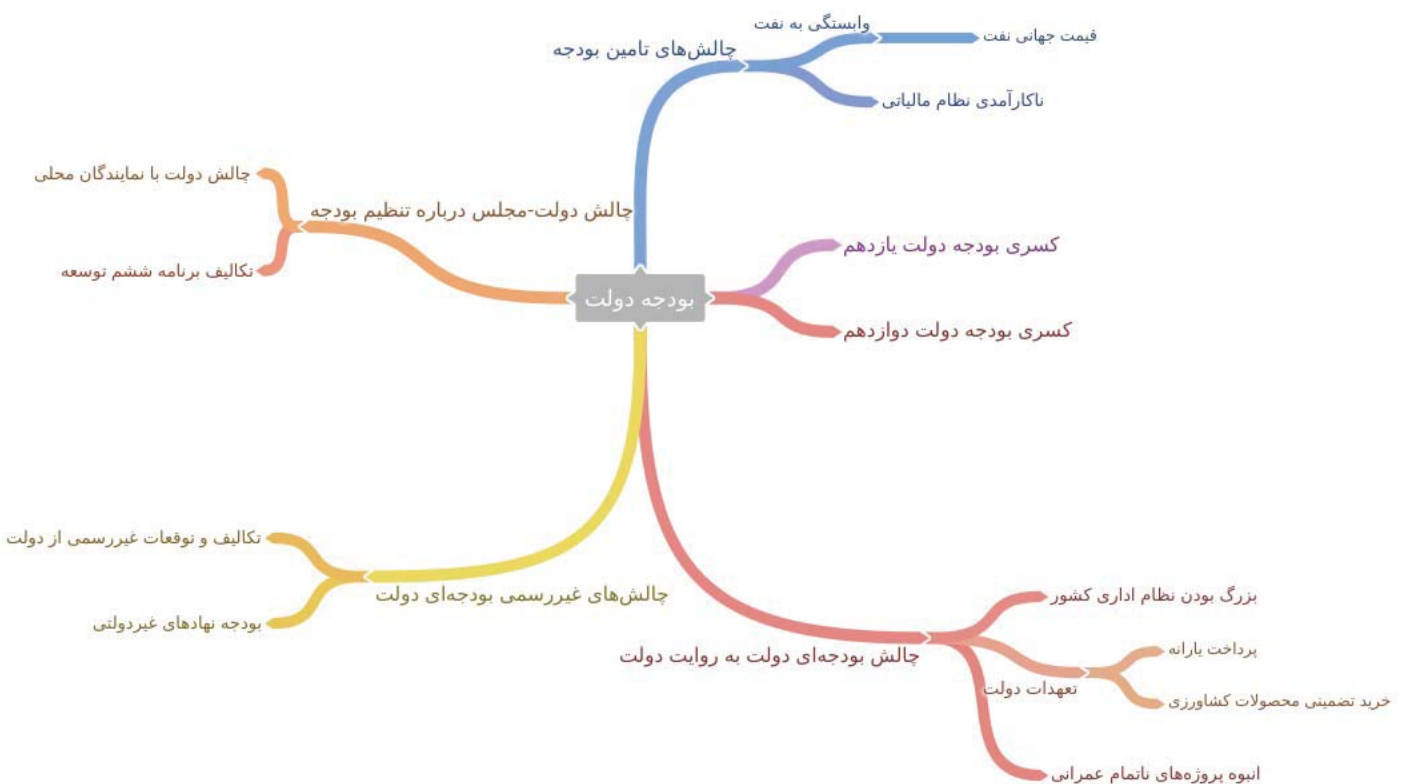 بودجه دولت
چالش‌های تامین بودجه
وابستگی به نفت
قیمت جهانی نفت
ناکارآمدی نظام مالیاتی
کسری بودجه دولت یازدهم
کسری بودجه دولت دوازدهم
چالش بودجه‌ای دولت به روایت دولت
بزرگ بودن نظام اداری کشور
تعهدات دولت
پرداخت یارانه
خرید تضمینی محصولات کشاورزی
انبوه پروژه‌های ناتمام عمرانی
چالش دولت-مجلس درباره تنظیم بودجه
چالش دولت با نمایندگان محلی
تکالیف برنامه ششم توسعه
چالش‌های غیررسمی بودجه‌ای دولت
تکالیف و توقعات غیررسمی از دولت
بودجه نهادهای غیردولتی